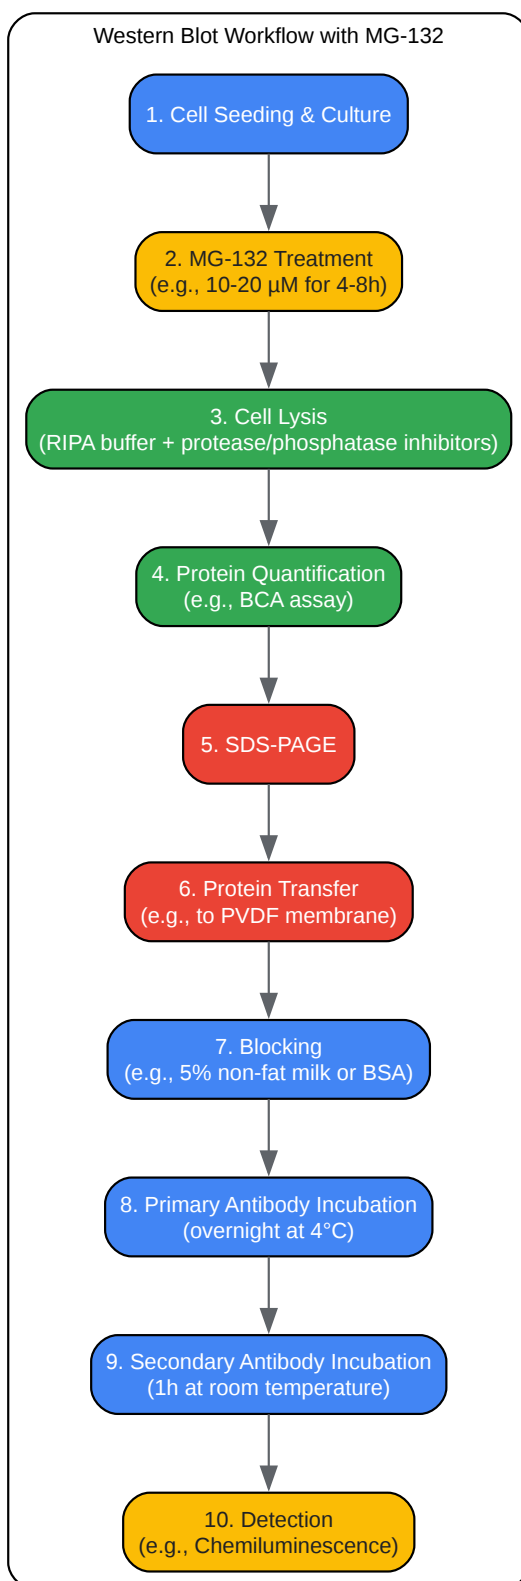 Western Blot Workflow with MG-132
1. Cell Seeding & Culture
2. MG-132 Treatment
(e.g., 10-20 µM for 4-8h)
3. Cell Lysis
(RIPA buffer + protease/phosphatase inhibitors)
4. Protein Quantification
(e.g., BCA assay)
5. SDS-PAGE
6. Protein Transfer
(e.g., to PVDF membrane)
7. Blocking
(e.g., 5% non-fat milk or BSA)
8. Primary Antibody Incubation
(overnight at 4°C)
9. Secondary Antibody Incubation
(1h at room temperature)
10. Detection
(e.g., Chemiluminescence)